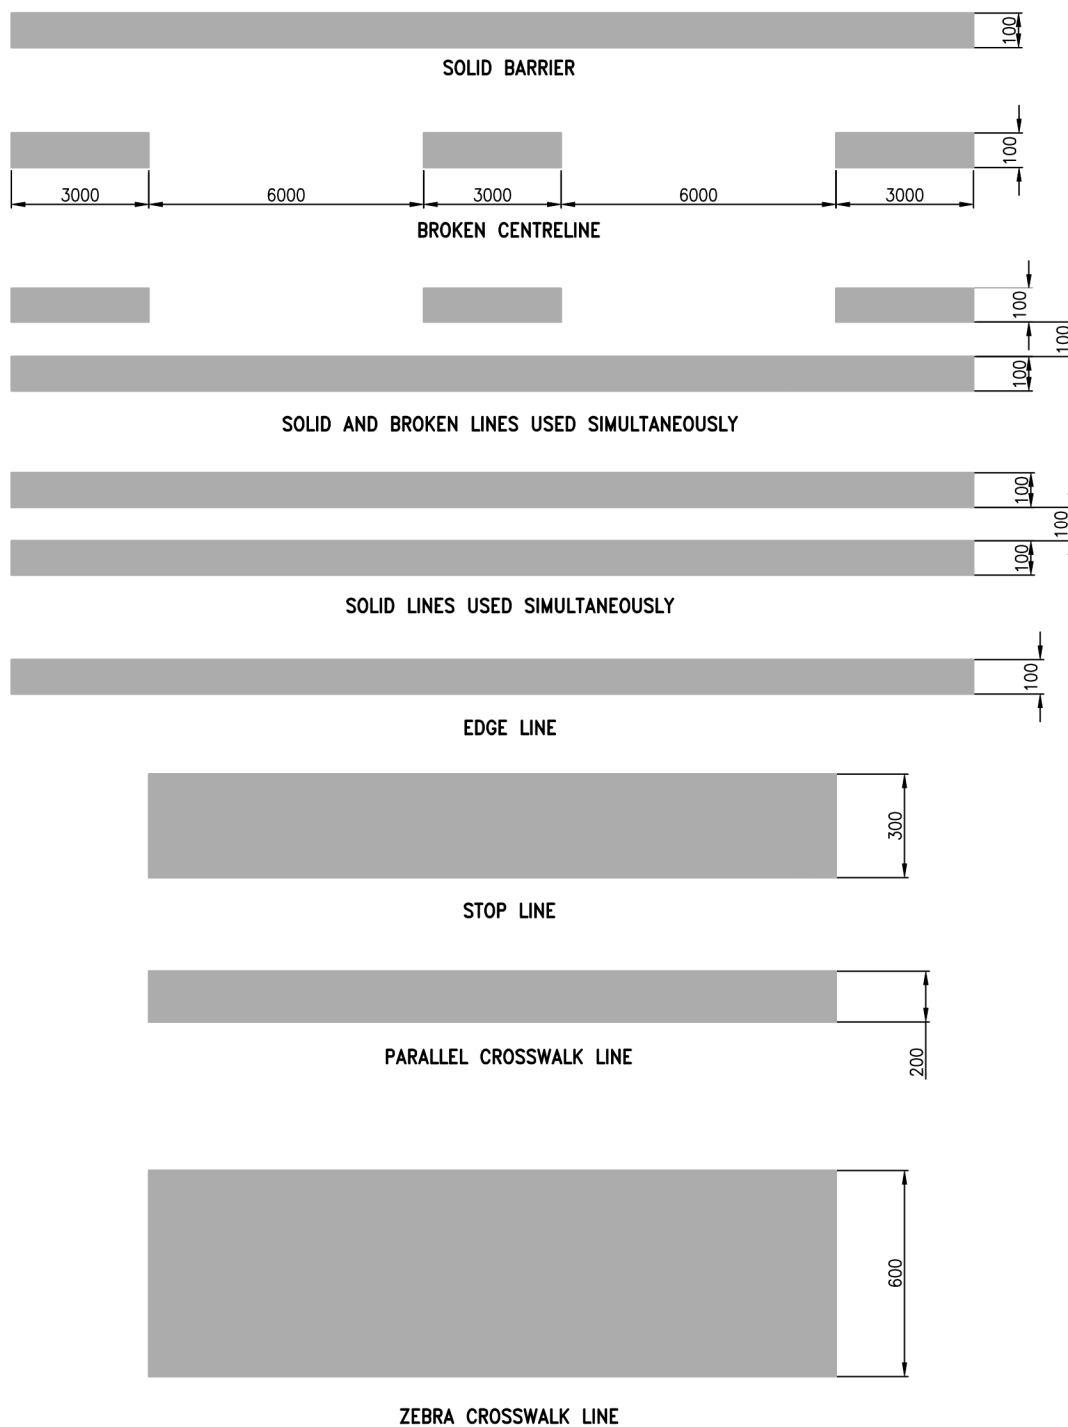 100
SOLID BARRIER
100
3000 6000 3000 6000 3000
BROKEN CENTRELINE
100
100
100
SOLID AND BROKEN LINES USED SIMULTANEOUSLY
100
100
100
SOLID LINES USED SIMULTANEOUSLY
100
EDGE LINE
300
STOP LINE
200
PARALLEL CROSSWALK LINE
600
ZEBRA CROSSWALK LINE